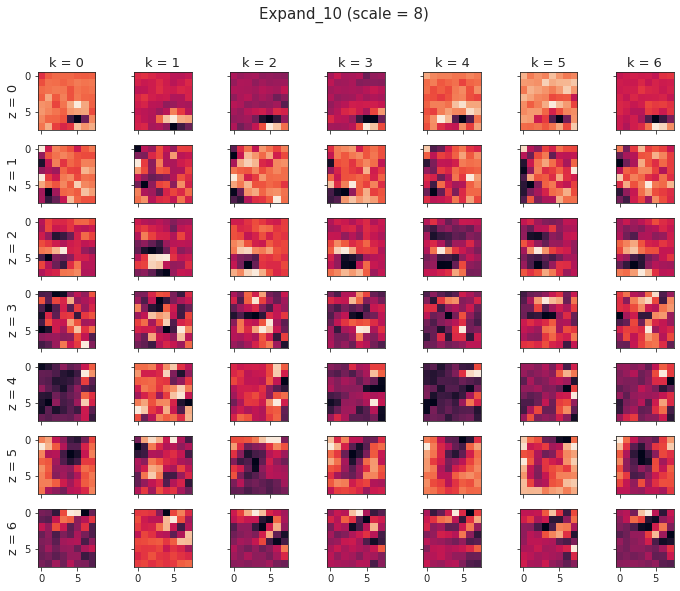 Expand_10 (scale = 8)
k = 0 k = 1 k = 2 k = 3 k = 4 k = 5 k = 6
z = 0
0
5
z = 1
0
5
z = 2
0
5
z = 3
0
5
z = 4
0
5
z = 5
0
5
z = 6
0
5
0 5 0 5 0 5 0 5 0 5 0 5 0 5